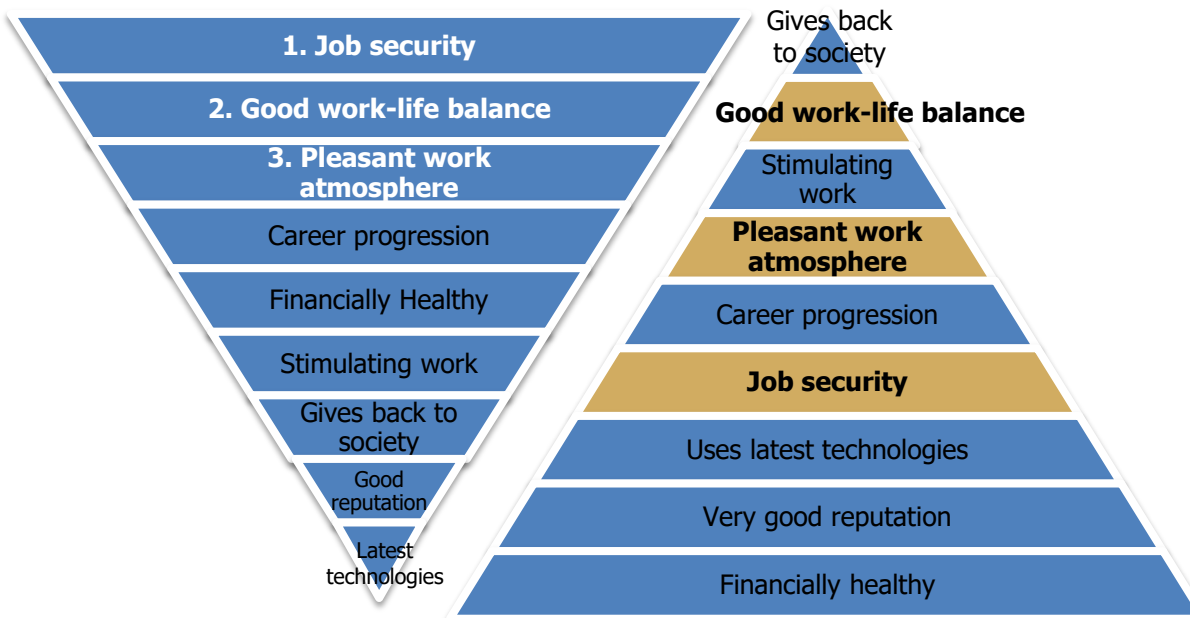 1. Job security
2. Good work-life balance
3. Pleasant work
atmosphere
Career progression
Financially Healthy
Stimulating work
Gives back to
society
Good
reputation
Latest
technologies
Gives back
to society
Good work-life balance
Stimulating
work
Pleasant work
atmosphere
Career progression
Job security
Uses latest technologies
Very good reputation
Financially healthy